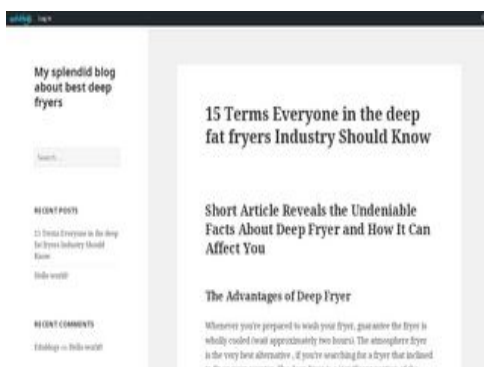 Log in
My splendid blog
about best deep
fryers
Search …
RECENT POSTS
15 Terms Everyone in the deep
fat fryers Industry Should
Know
Hello world!
RECENT COMMENTS
on Hello world!
15 Terms Everyone in the deep
fat fryers Industry Should Know
Short Article Reveals the Undeniable
Facts About Deep Fryer and How It Can
Affect You
The Advantages of Deep Fryer
Whenever you're prepared to wash your fryer, guarantee the fryer is
wholly cooled (wait approximately two hours). The atmosphere fryer
is the very best alternative , if you're searching for a fryer that inclined